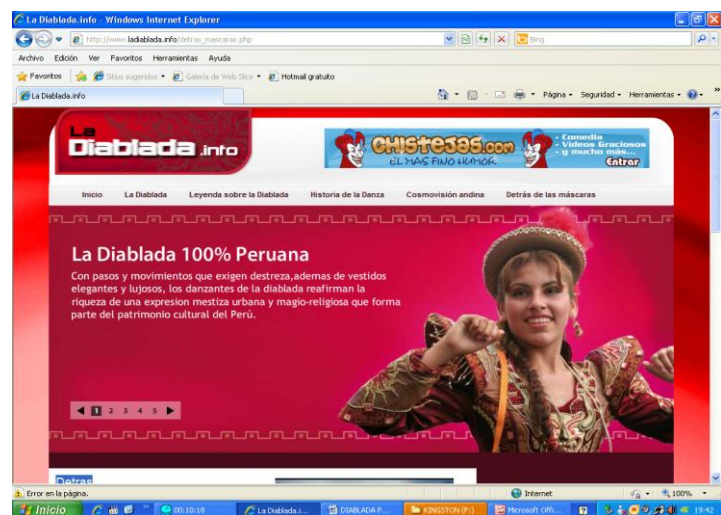 La Diablada.info - Windows Internet Explorer
http://www.ladiablada.info/detras_mascaras.php
Bing
Archivo Edición Ver Favoritos Herramientas Ayuda
Favoritos Sitios sugeridos Galería de Web Slice Hotmail gratuito
La Diablada.info
Página Seguridad Herramientas
La
Diablada .info
CHISTEJAS.COM
EL MAS FINO HUMOR
- Comedia
- Videos Graciosos
- y mucho más...
Entrar
Inicio La Diablada Leyenda sobre la Diablada Historia de la Danza Cosmovisión andina Detrás de las máscaras
La Diablada 100% Peruana
Con pasos y movimientos que exigen destreza,ademas de vestidos
elegantes y lujosos, los danzantes de la diablada reafirman la
riqueza de una expresion mestiza urbana y magio-religiosa que forma
parte del patrimonio cultural del Perú.
1 2 3 4 5
Detras
Error en la página. Internet 100%
Inicio 00:10:18 La Diablada.i... DIABLADA P... KINGSTON (F:) Microsoft Offi... 19:42